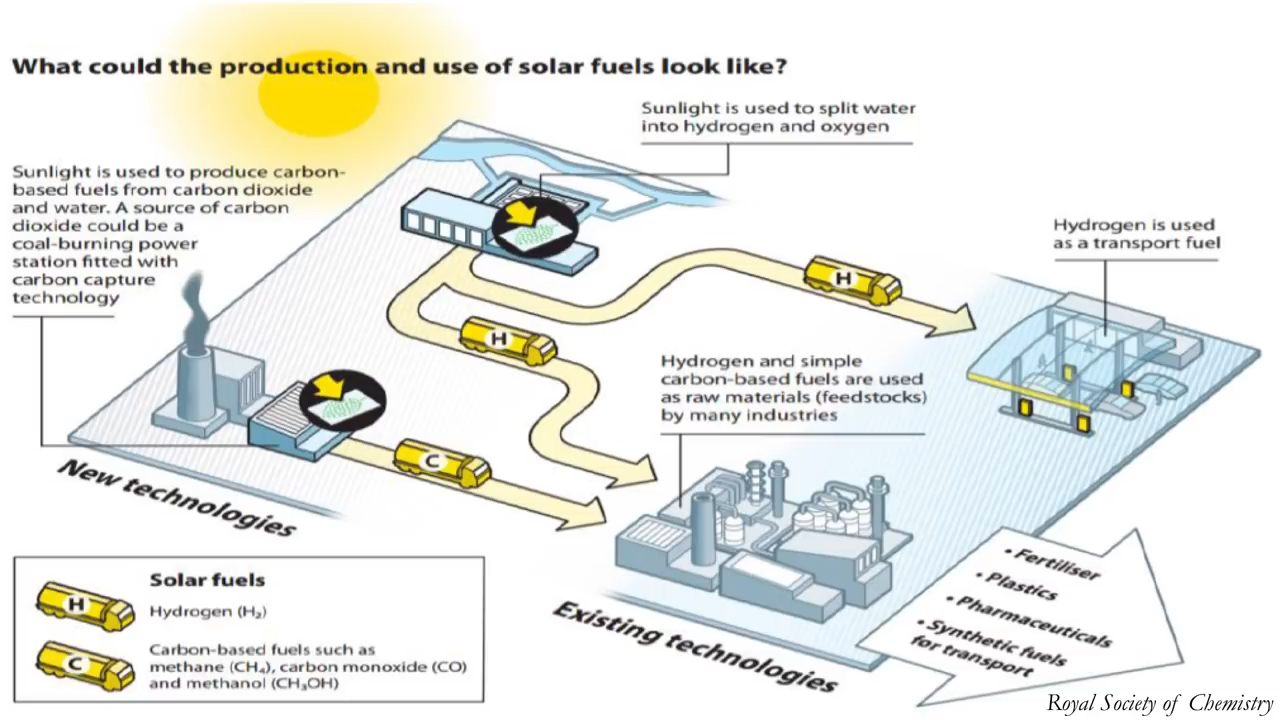 What could the production and use of solar fuels look like?
Sunlight is used to split water
into hydrogen and oxygen
Sunlight is used to produce carbon-
based fuels from carbon dioxide
and water. A source of carbon
dioxide could be a
coal-burning power
station fitted with
carbon capture
technology
Hydrogen is used
as a transport fuel
H
H
Hydrogen and simple
carbon-based fuels are used
as raw materials (feedstocks)
by many industries
C
New technologies
Existing technologies
• Fertiliser
• Plastics
• Pharmaceuticals
• Synthetic fuels
for transport
Solar fuels
H
Hydrogen (H₂)
C
Carbon-based fuels such as
methane (CH₄), carbon monoxide (CO)
and methanol (CH₃OH)
Royal Society of Chemistry